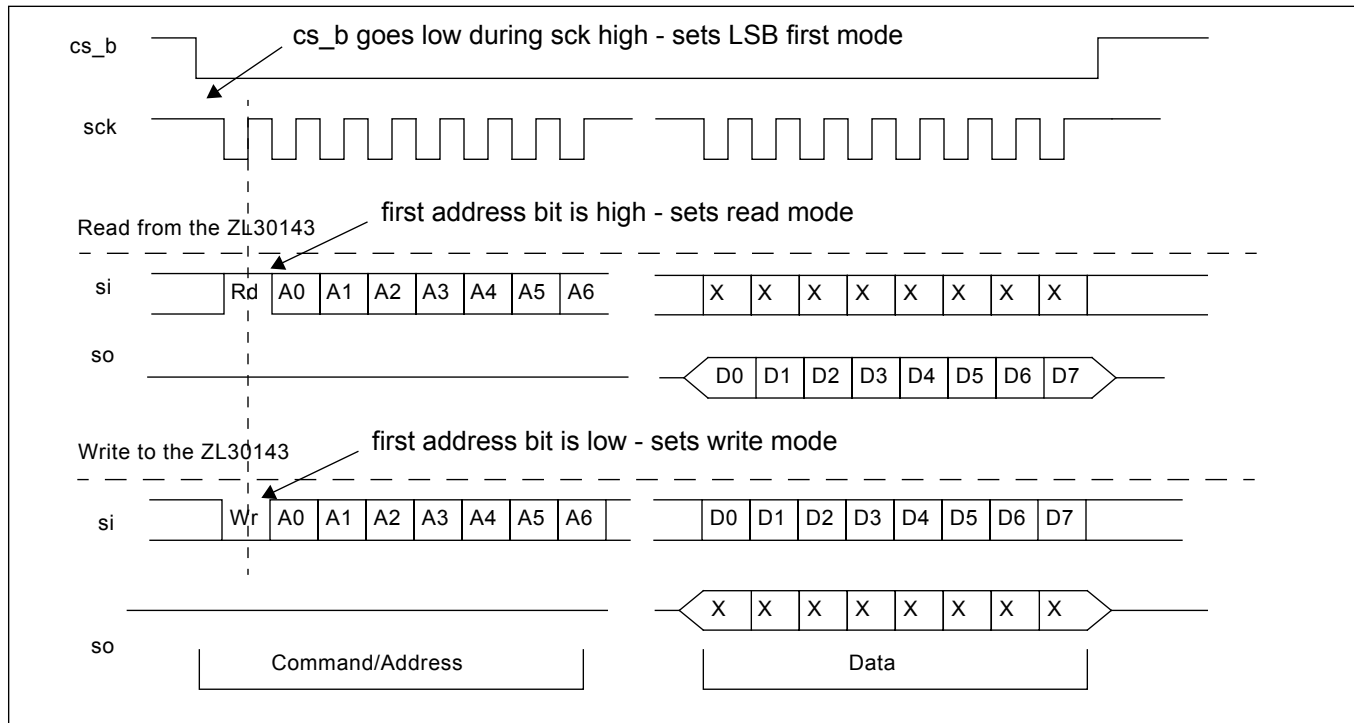 cs_b
cs_b goes low during sck high - sets LSB first mode
sck
first address bit is high - sets read mode
Read from the ZL30143
si
Rd A0 A1 A2 A3 A4 A5 A6
X X X X X X X X
so
D0 D1 D2 D3 D4 D5 D6 D7
first address bit is low - sets write mode
Write to the ZL30143
si
Wr A0 A1 A2 A3 A4 A5 A6
D0 D1 D2 D3 D4 D5 D6 D7
X X X X X X X X
so
Command/Address
Data